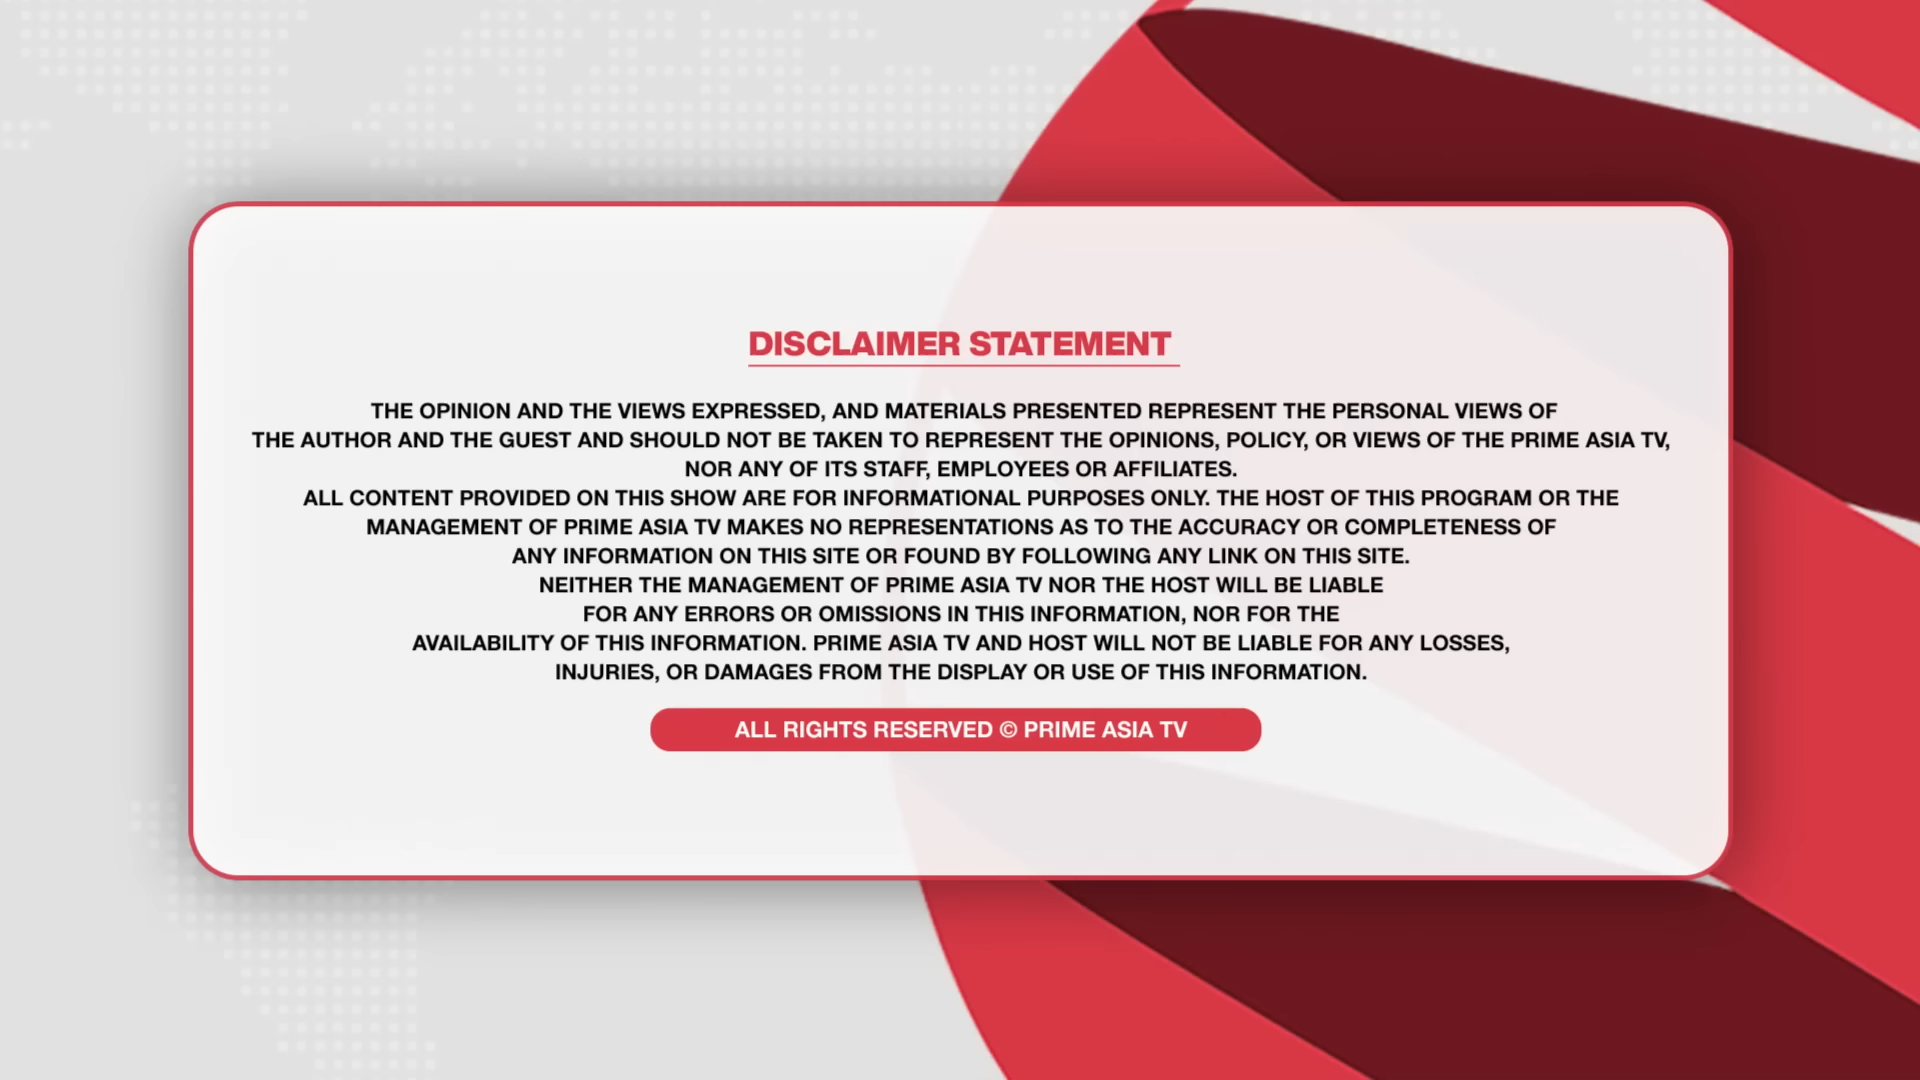 DISCLAIMER STATEMENT
THE OPINION AND THE VIEWS EXPRESSED, AND MATERIALS PRESENTED REPRESENT THE PERSONAL VIEWS OF
THE AUTHOR AND THE GUEST AND SHOULD NOT BE TAKEN TO REPRESENT THE OPINIONS, POLICY, OR VIEWS OF THE PRIME ASIA TV,
NOR ANY OF ITS STAFF, EMPLOYEES OR AFFILIATES.
ALL CONTENT PROVIDED ON THIS SHOW ARE FOR INFORMATIONAL PURPOSES ONLY. THE HOST OF THIS PROGRAM OR THE
MANAGEMENT OF PRIME ASIA TV MAKES NO REPRESENTATIONS AS TO THE ACCURACY OR COMPLETENESS OF
ANY INFORMATION ON THIS SITE OR FOUND BY FOLLOWING ANY LINK ON THIS SITE.
NEITHER THE MANAGEMENT OF PRIME ASIA TV NOR THE HOST WILL BE LIABLE
FOR ANY ERRORS OR OMISSIONS IN THIS INFORMATION, NOR FOR THE
AVAILABILITY OF THIS INFORMATION. PRIME ASIA TV AND HOST WILL NOT BE LIABLE FOR ANY LOSSES,
INJURIES, OR DAMAGES FROM THE DISPLAY OR USE OF THIS INFORMATION.
ALL RIGHTS RESERVED © PRIME ASIA TV